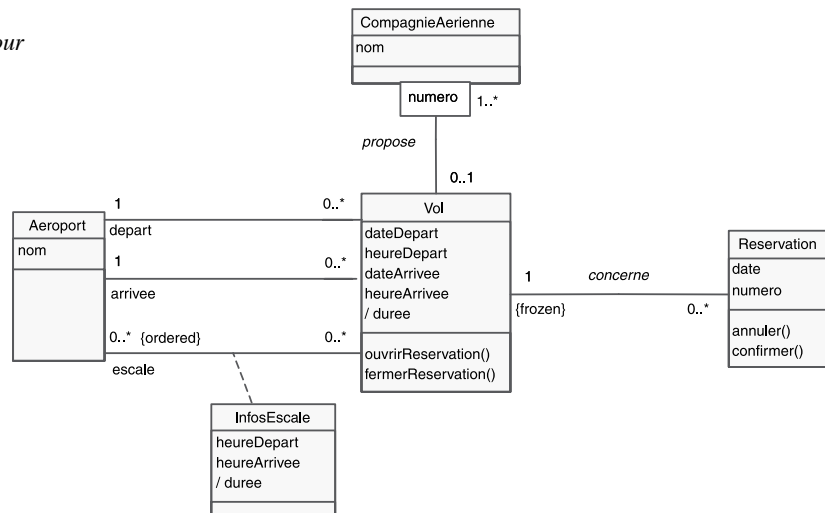 our
CompagnieAerienne
nom
numero
1..*
propose
0..1
1
0..*
depart
Aeroport
nom
1
0..*
arrivee
0..* {ordered}
0..*
escale
Vol
dateDepart
heureDepart
dateArrivee
heureArrivee
/ duree
ouvrirReservation()
fermerReservation()
1
concerne
{frozen}
0..*
Reservation
date
numero
annuler()
confirmer()
InfosEscale
heureDepart
heureArrivee
/ duree